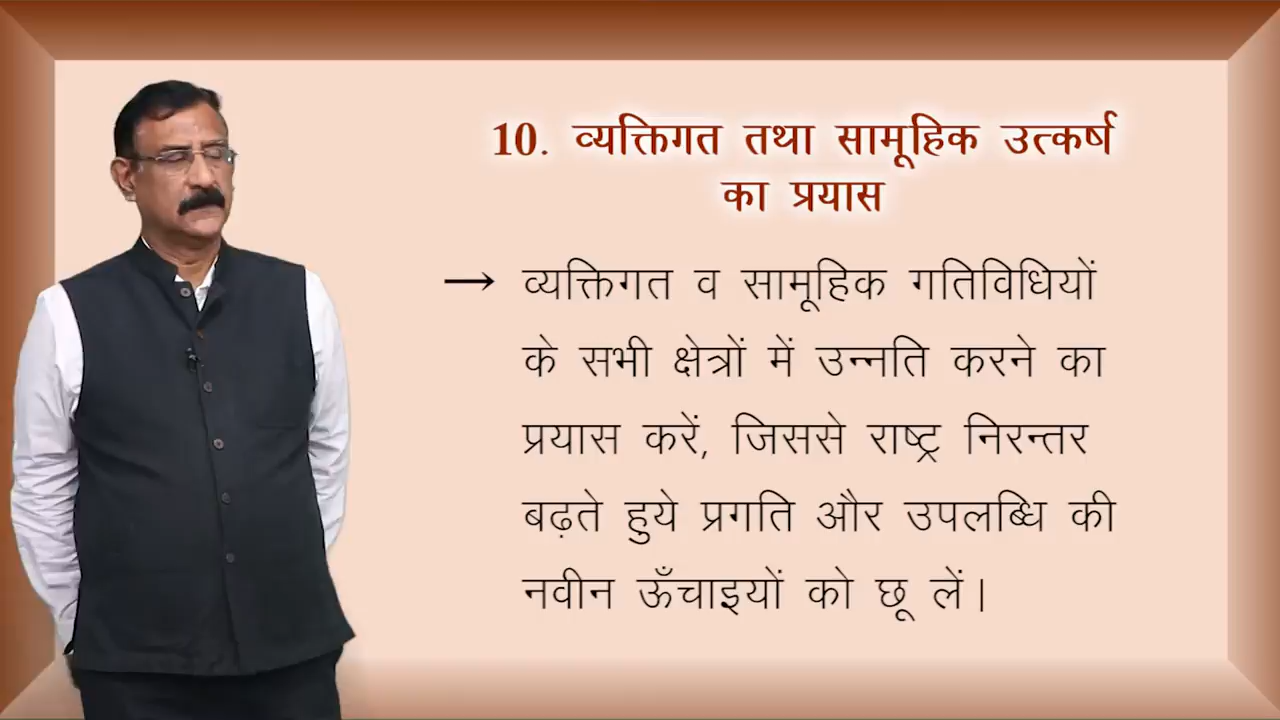 10. व्यक्तिगत तथा सामूहिक उत्कर्ष
का प्रयास
→ व्यक्तिगत व सामूहिक गतिविधियों
के सभी क्षेत्रों में उन्नति करने का
प्रयास करें, जिससे राष्ट्र निरन्तर
बढ़ते हुये प्रगति और उपलब्धि की
नवीन ऊँचाइयों को छू लें।